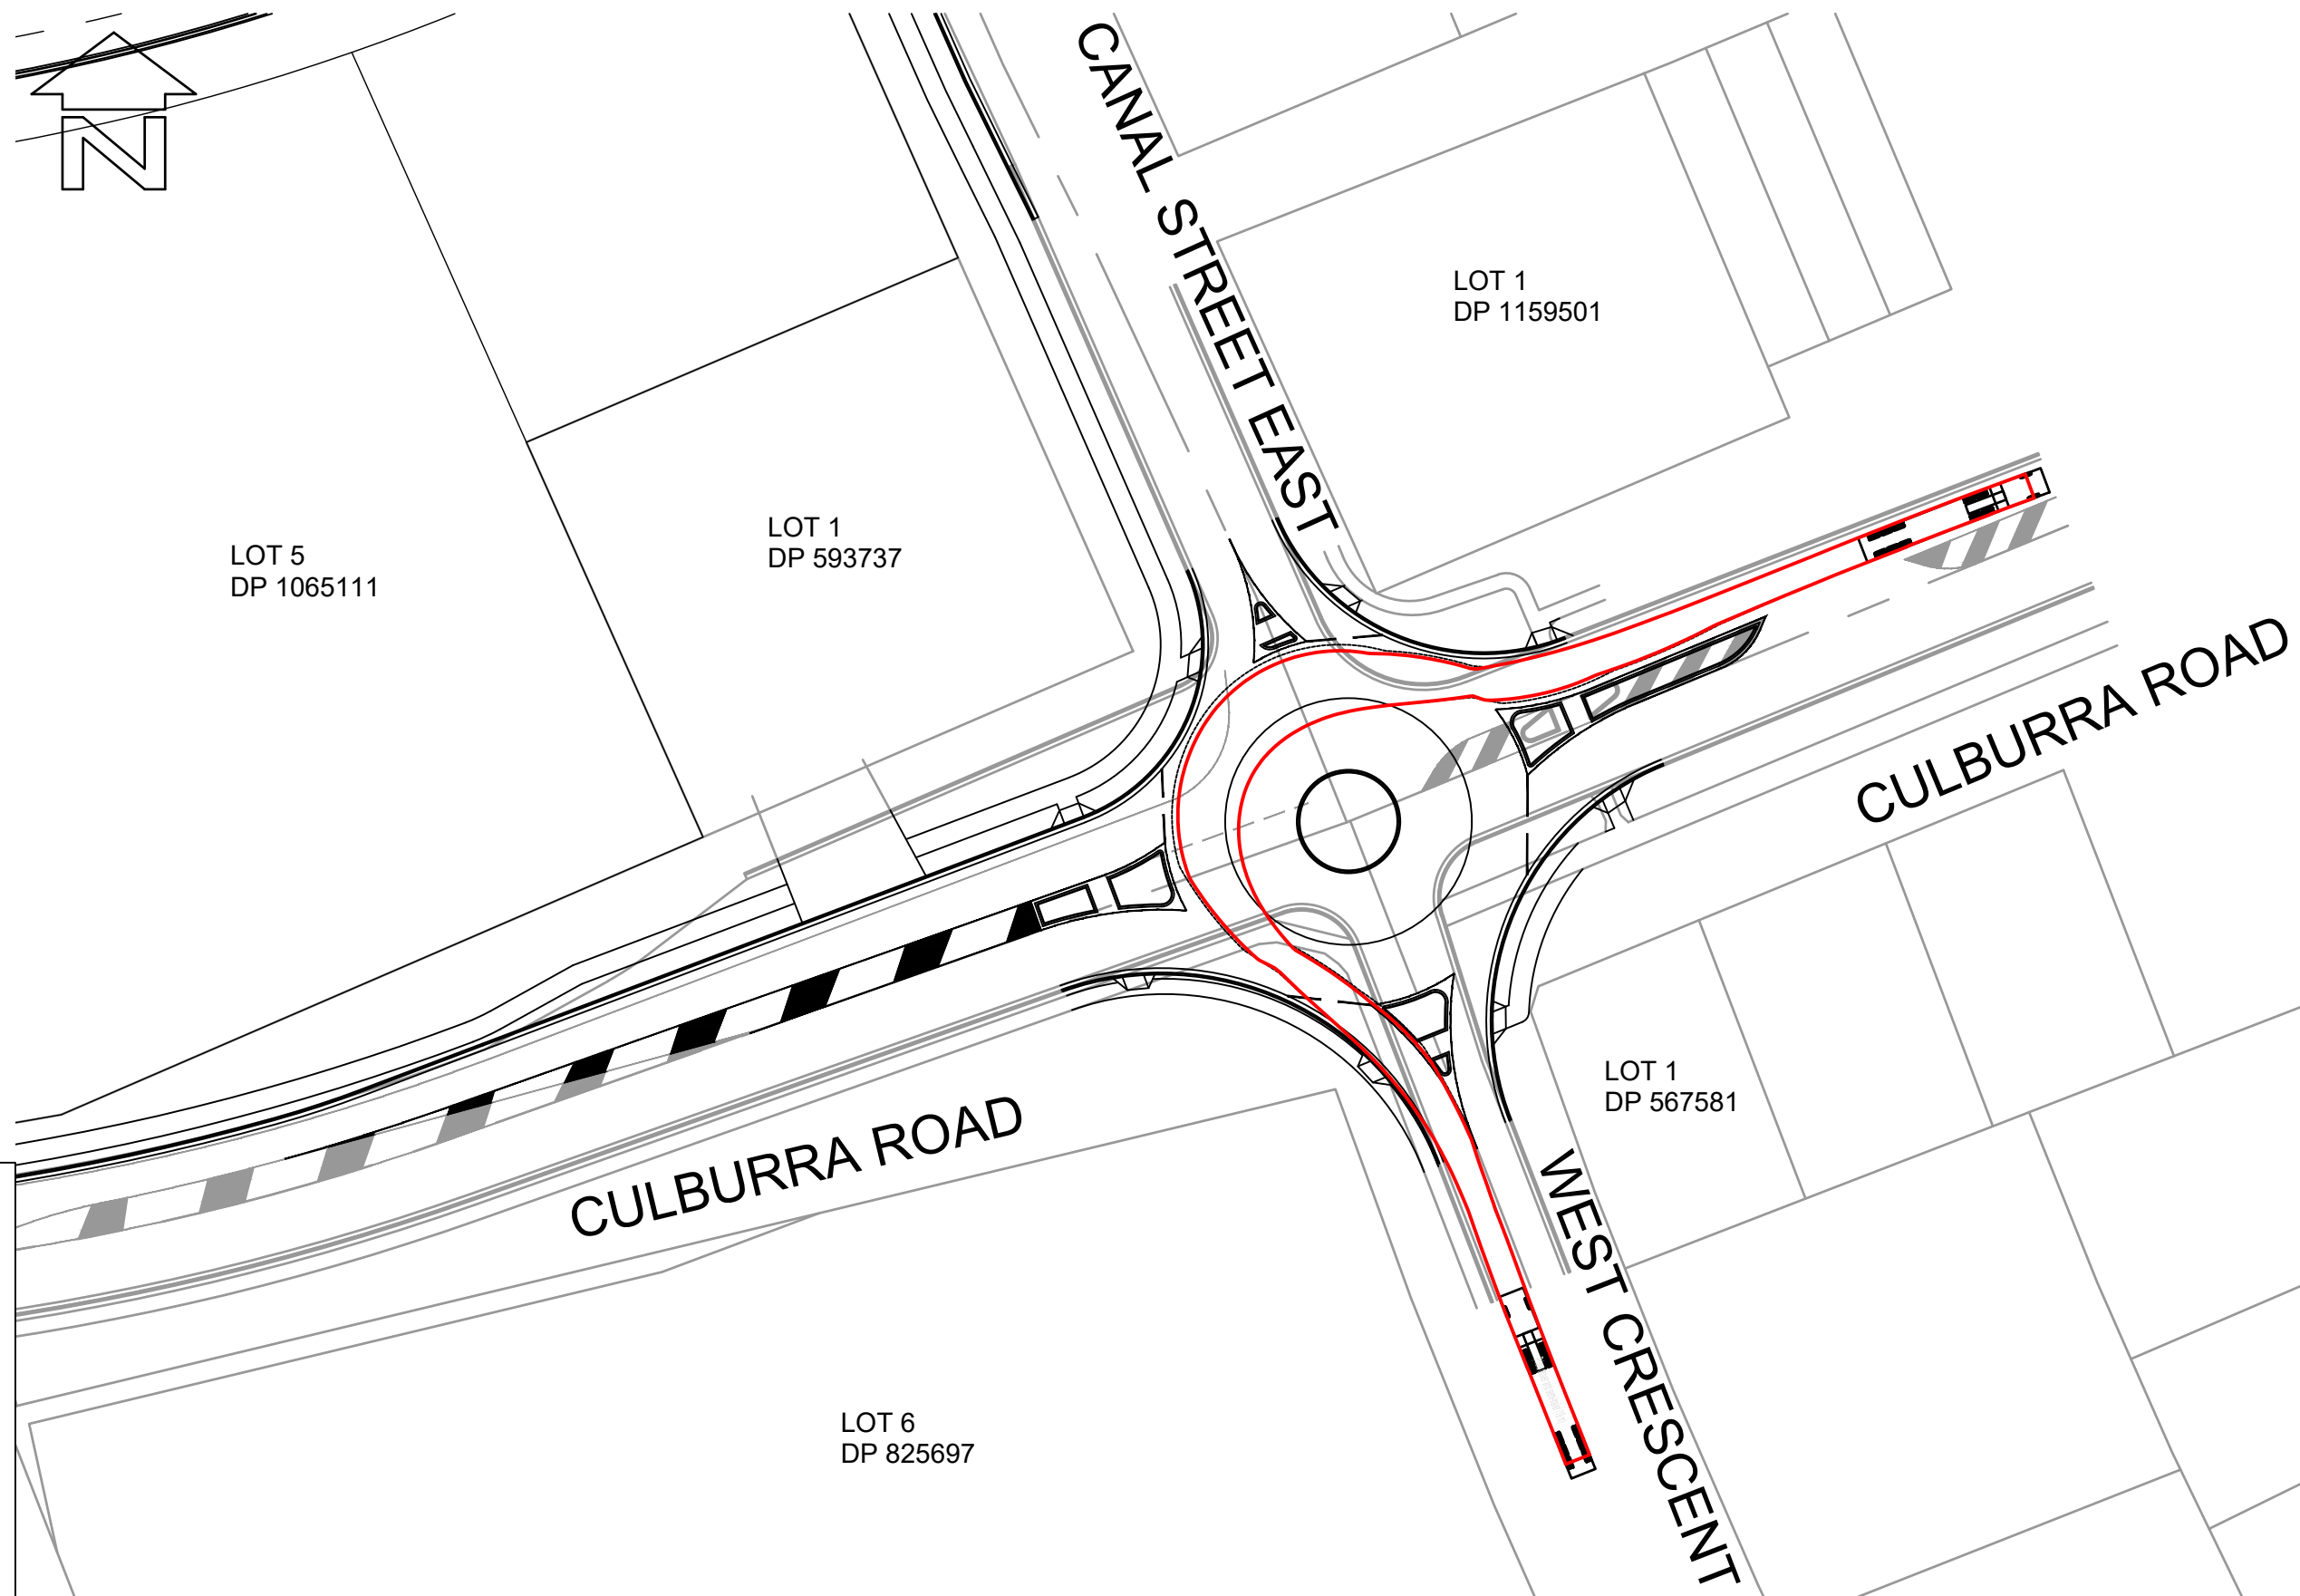 N
CANAL STREET EAST
LOT 1
DP 1159501
LOT 1
DP 593737
LOT 5
DP 1065111
CULBURRA ROAD
LOT 1
DP 567581
CULBURRA ROAD
WEST CRESCENT
LOT 6
DP 825697